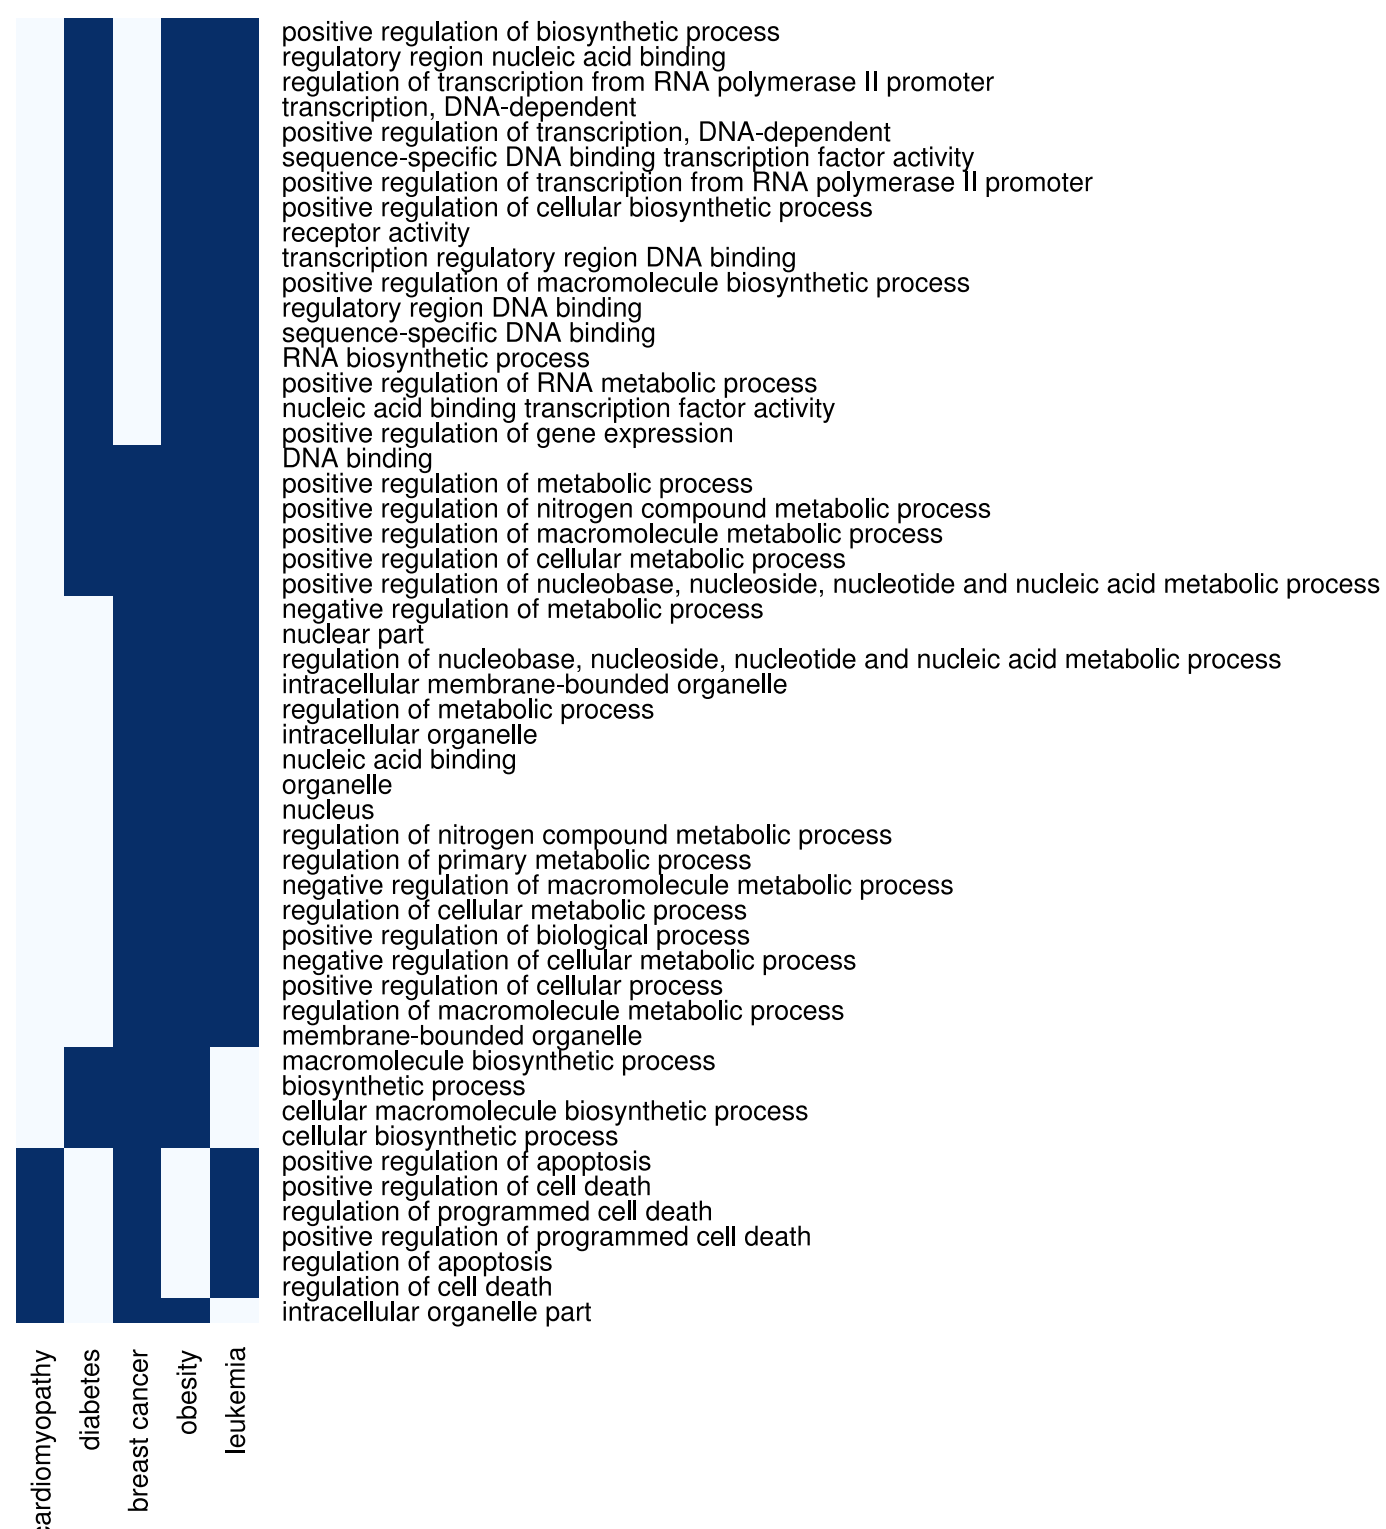 positive regulation of biosynthetic process
regulatory region nucleic acid binding
regulation of transcription from RNA polymerase II promoter
transcription, DNA-dependent
positive regulation of transcription, DNA-dependent
sequence-specific DNA binding transcription factor activity
positive regulation of transcription from RNA polymerase II promoter
positive regulation of cellular biosynthetic process
receptor activity
transcription regulatory region DNA binding
positive regulation of macromolecule biosynthetic process
regulatory region DNA binding
sequence-specific DNA binding
RNA biosynthetic process
positive regulation of RNA metabolic process
nucleic acid binding transcription factor activity
positive regulation of gene expression
DNA binding
positive regulation of metabolic process
positive regulation of nitrogen compound metabolic process
positive regulation of macromolecule metabolic process
positive regulation of cellular metabolic process
positive regulation of nucleobase, nucleoside, nucleotide and nucleic acid metabolic process
negative regulation of metabolic process
nuclear part
regulation of nucleobase, nucleoside, nucleotide and nucleic acid metabolic process
intracellular membrane-bounded organelle
regulation of metabolic process
intracellular organelle
nucleic acid binding
organelle
nucleus
regulation of nitrogen compound metabolic process
regulation of primary metabolic process
negative regulation of macromolecule metabolic process
regulation of cellular metabolic process
positive regulation of biological process
negative regulation of cellular metabolic process
positive regulation of cellular process
regulation of macromolecule metabolic process
membrane-bounded organelle
macromolecule biosynthetic process
biosynthetic process
cellular macromolecule biosynthetic process
cellular biosynthetic process
positive regulation of apoptosis
positive regulation of cell death
regulation of programmed cell death
positive regulation of programmed cell death
regulation of apoptosis
regulation of cell death
intracellular organelle part
cardiomyopathy
diabetes
breast cancer
obesity
leukemia